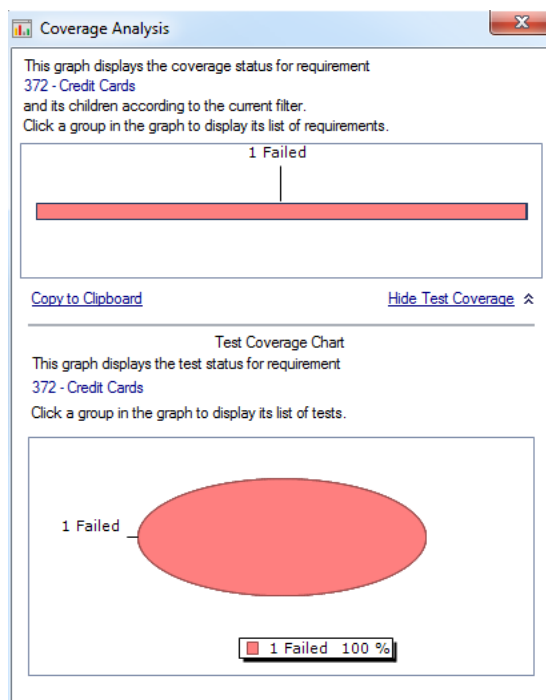 Coverage Analysis
This graph displays the coverage status for requirement
372 - Credit Cards
and its children according to the current filter.
Click a group in the graph to display its list of requirements.
1 Failed
Copy to Clipboard Hide Test Coverage
Test Coverage Chart
This graph displays the test status for requirement
372 - Credit Cards
Click a group in the graph to display its list of tests.
1 Failed
1 Failed 100 %